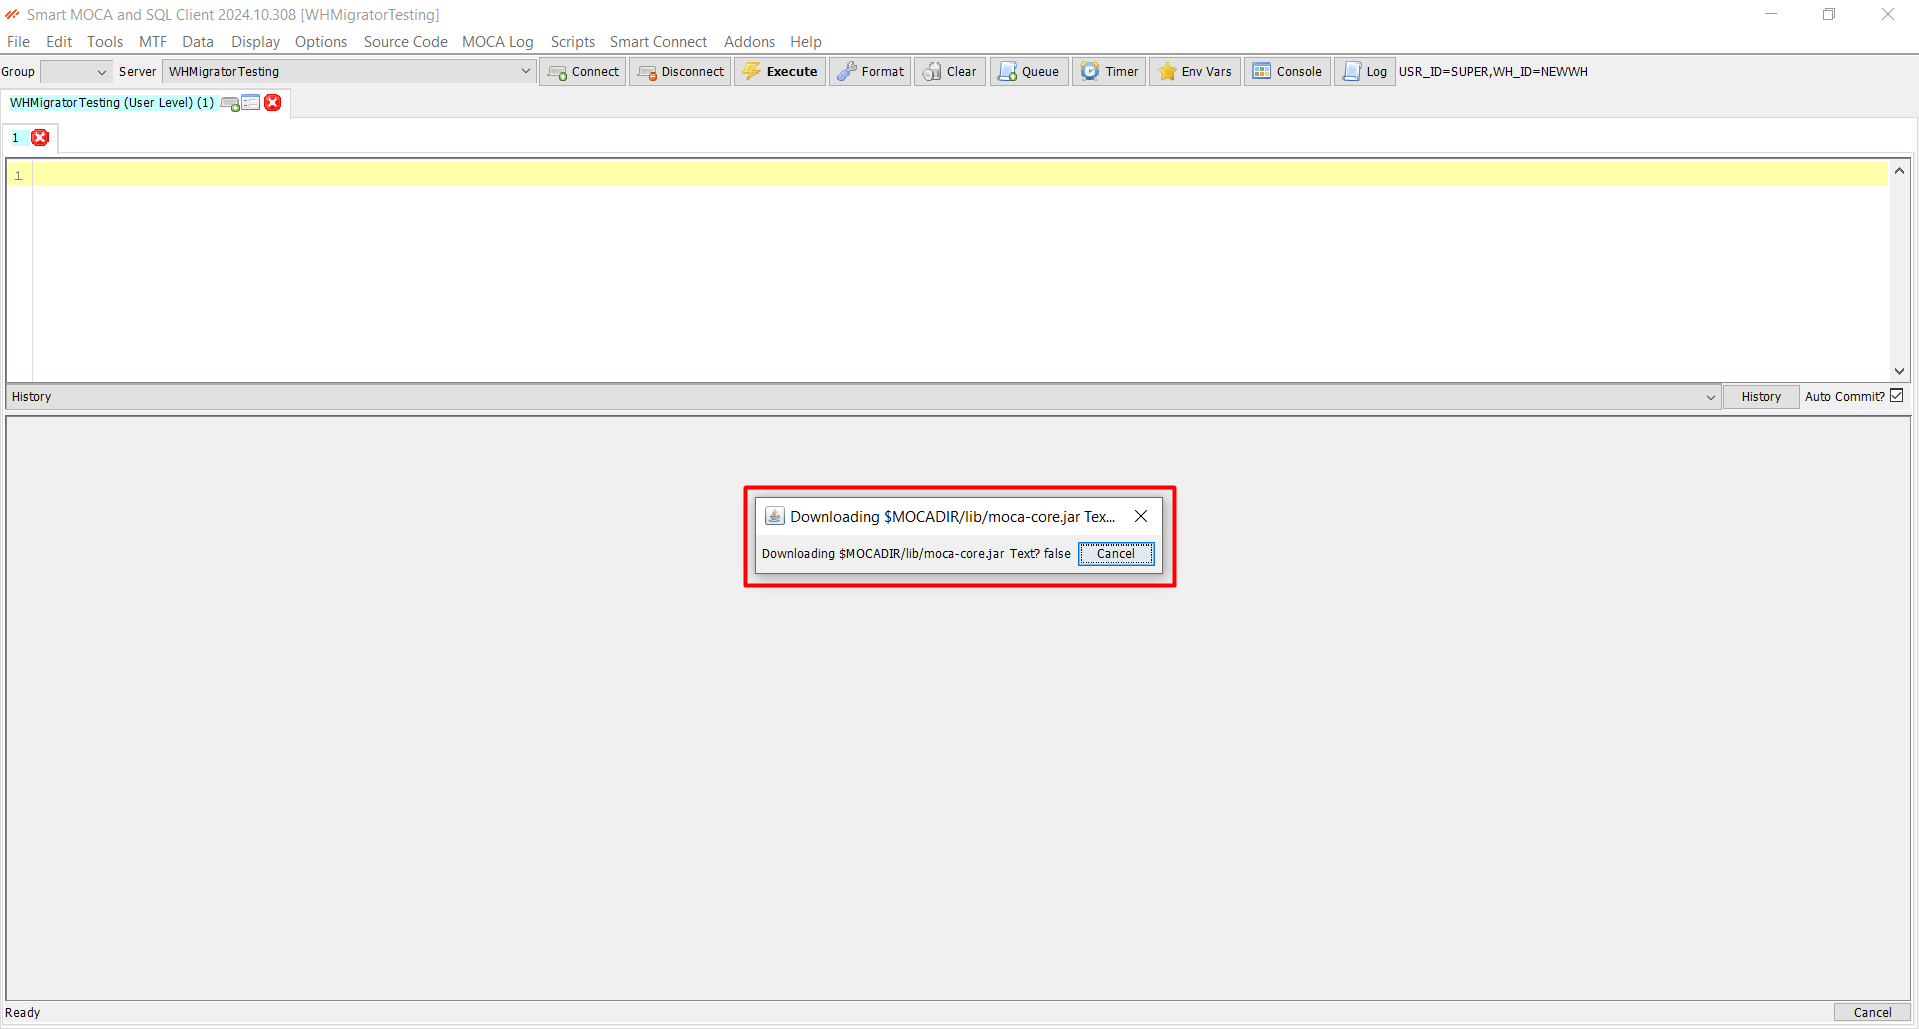 Smart MOCA and SQL Client 2024.10.308 [WHMigratorTesting]
File Edit Tools MTF Data Display Options Source Code MOCA Log Scripts Smart Connect Addons Help
Group Server WHMigratorTesting Connect Disconnect Execute Format Clear Queue Timer Env Vars Console Log USR_ID=SUPER,WH_ID=NEWWH
WHMigratorTesting (User Level) (1)
1
1
History History Auto Commit?
Downloading $MOCADIR/lib/moca-core.jar Tex...
Downloading $MOCADIR/lib/moca-core.jar Text? false Cancel
Ready Cancel